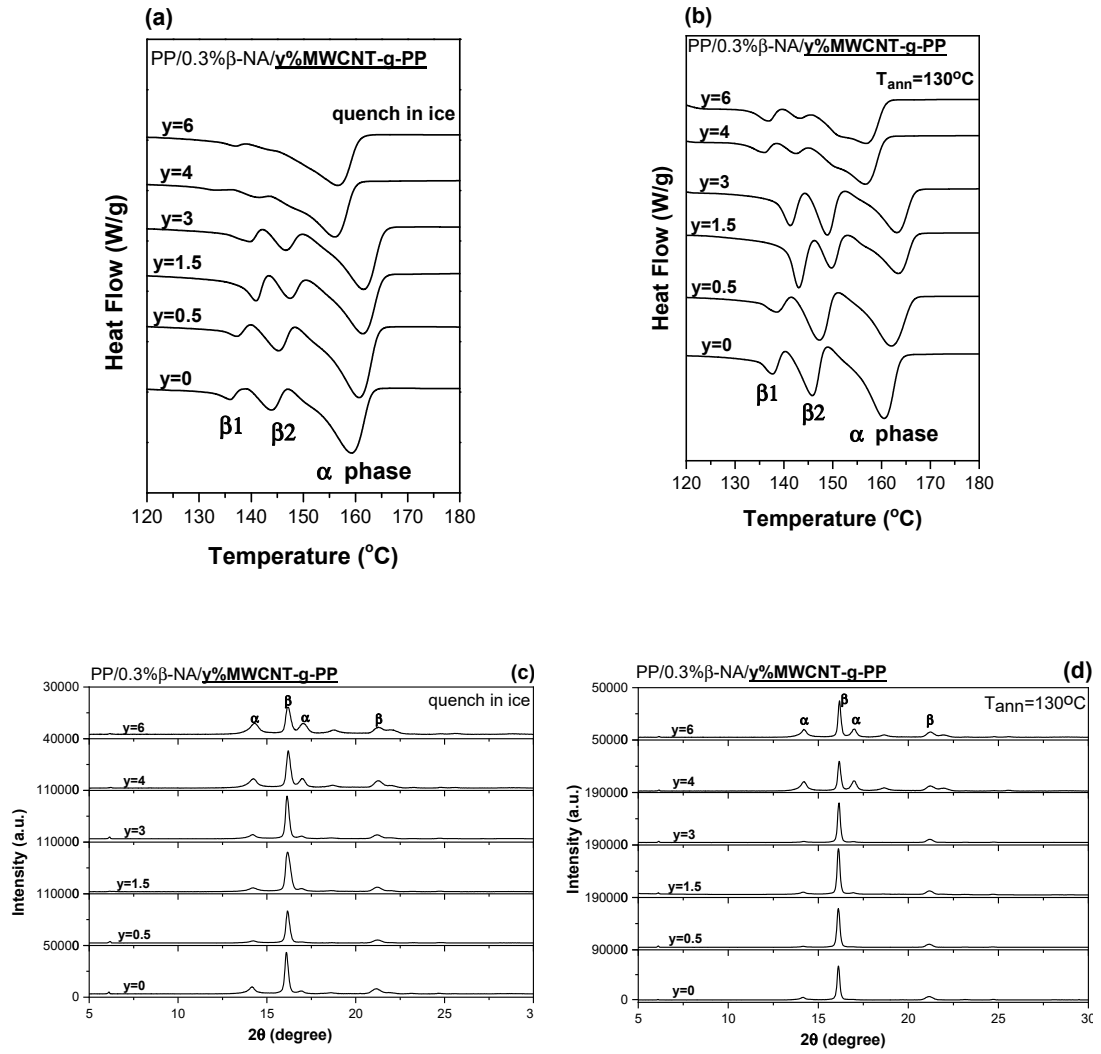 (a)
PP/0.3%β-NA/y%MWCNT-g-PP
quench in ice
y=6
y=4
y=3
y=1.5
y=0.5
y=0
β1
β2
α phase
Heat Flow (W/g)
120 130 140 150 160 170 180
Temperature (°C)
(b)
PP/0.3%β-NA/y%MWCNT-g-PP
Tann=130°C
y=6
y=4
y=3
y=1.5
y=0.5
y=0
β1
β2
α phase
Heat Flow (W/g)
120 130 140 150 160 170 180
Temperature (°C)
PP/0.3%β-NA/y%MWCNT-g-PP (c)
30000
quench in ice
α β α β
y=6
40000
y=4
110000
y=3
110000
y=1.5
110000
y=0.5
50000
y=0
0
Intensity (a.u.)
5 10 15 20 25 3
2θ (degree)
PP/0.3%β-NA/y%MWCNT-g-PP (d)
50000
Tann=130°C
α β α β
y=6
50000
y=4
190000
y=3
190000
y=1.5
190000
y=0.5
90000
y=0
0
Intensity (a.u.)
5 10 15 20 25 30
2θ (degree)